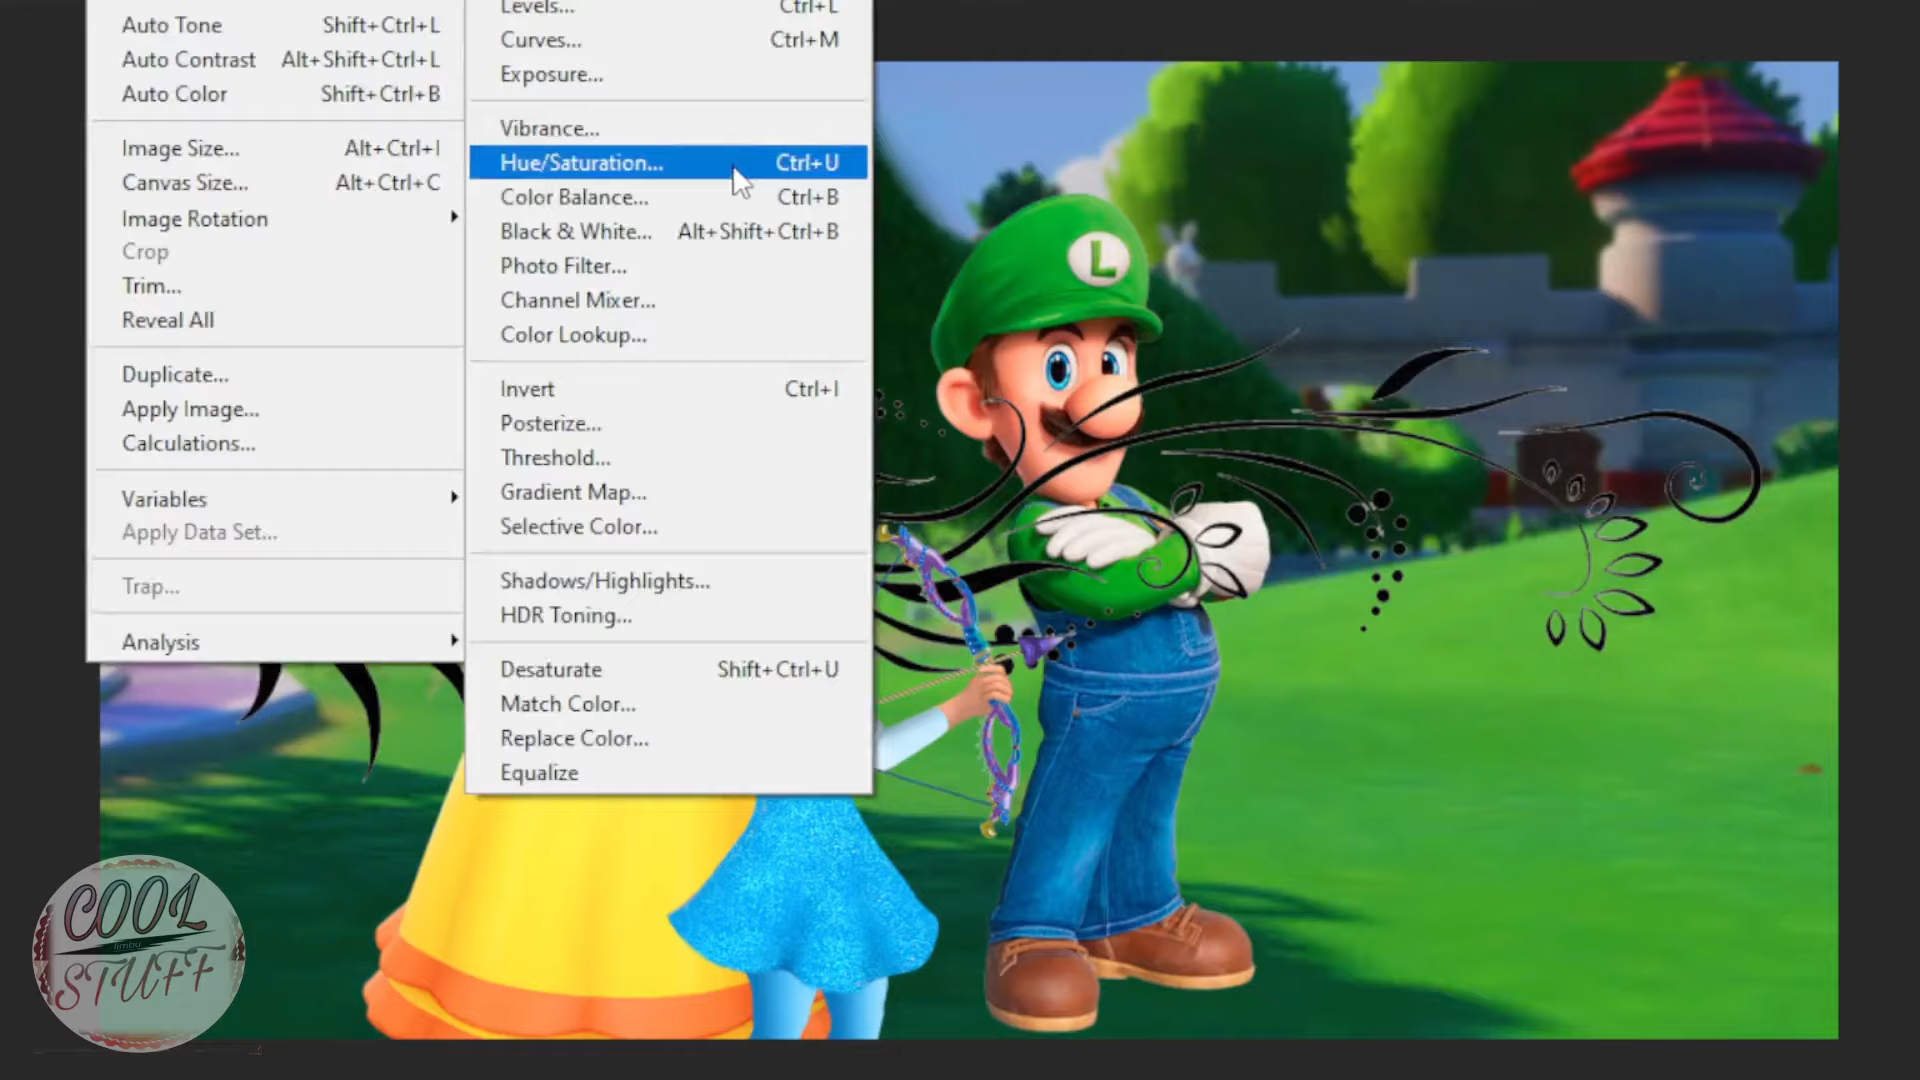 Auto Tone Shift+Ctrl+L
Auto Contrast Alt+Shift+Ctrl+L
Auto Color Shift+Ctrl+B
Image Size... Alt+Ctrl+I
Canvas Size... Alt+Ctrl+C
Image Rotation
Crop
Trim...
Reveal All
Duplicate...
Apply Image...
Calculations...
Variables
Apply Data Set...
Trap...
Analysis
Levels... Ctrl+L
Curves... Ctrl+M
Exposure...
Vibrance...
Hue/Saturation... Ctrl+U
Color Balance... Ctrl+B
Black & White... Alt+Shift+Ctrl+B
Photo Filter...
Channel Mixer...
Color Lookup...
Invert Ctrl+I
Posterize...
Threshold...
Gradient Map...
Selective Color...
Shadows/Highlights...
HDR Toning...
Desaturate Shift+Ctrl+U
Match Color...
Replace Color...
Equalize
L
COOL
limbu
STUFF